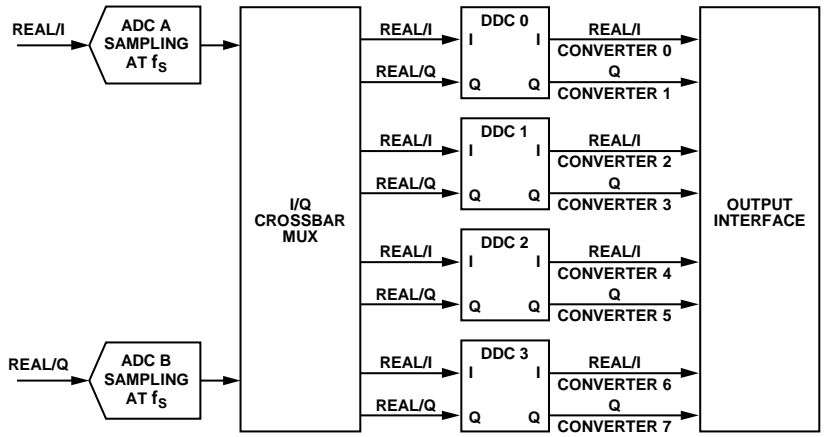 REAL/I
ADC A
SAMPLING
AT fS
REAL/I
REAL/Q
DDC 0
I I
Q Q
REAL/I
CONVERTER 0
Q
CONVERTER 1
REAL/I
REAL/Q
DDC 1
I I
Q Q
REAL/I
CONVERTER 2
Q
CONVERTER 3
I/Q
CROSSBAR
MUX
OUTPUT
INTERFACE
REAL/I
REAL/Q
DDC 2
I I
Q Q
REAL/I
CONVERTER 4
Q
CONVERTER 5
REAL/Q
ADC B
SAMPLING
AT fS
REAL/I
REAL/Q
DDC 3
I I
Q Q
REAL/I
CONVERTER 6
Q
CONVERTER 7